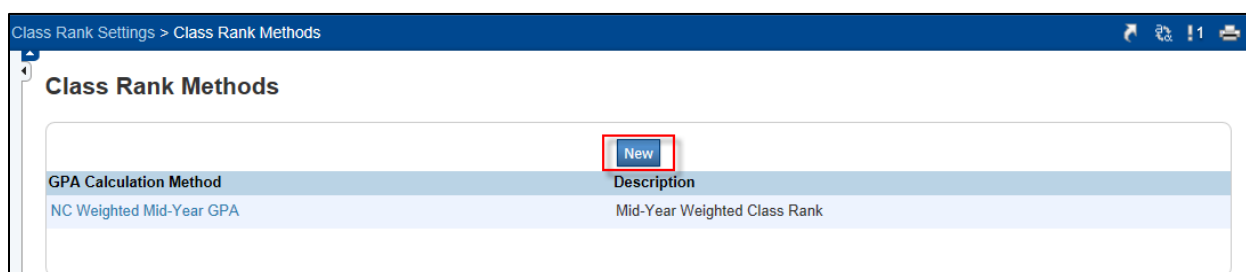 Class Rank Settings > Class Rank Methods !1
Class Rank Methods
New
GPA Calculation Method Description
NC Weighted Mid-Year GPA Mid-Year Weighted Class Rank